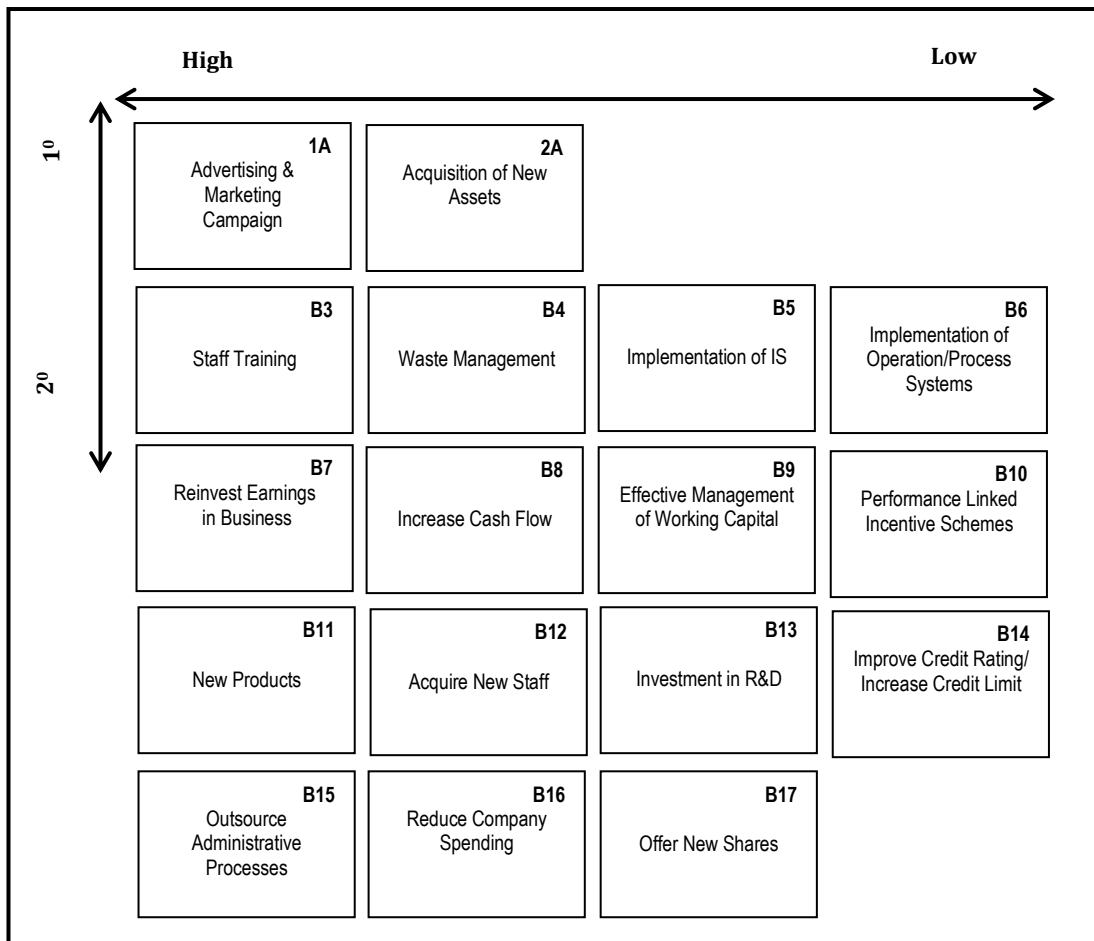 High
Low
1⁰
2⁰
1A
Advertising &
Marketing
Campaign
2A
Acquisition of New
Assets
B3
Staff Training
B4
Waste Management
B5
Implementation of IS
B6
Implementation of
Operation/Process
Systems
B7
Reinvest Earnings
in Business
B8
Increase Cash Flow
B9
Effective Management
of Working Capital
B10
Performance Linked
Incentive Schemes
B11
New Products
B12
Acquire New Staff
B13
Investment in R&D
B14
Improve Credit Rating/
Increase Credit Limit
B15
Outsource
Administrative
Processes
B16
Reduce Company
Spending
B17
Offer New Shares